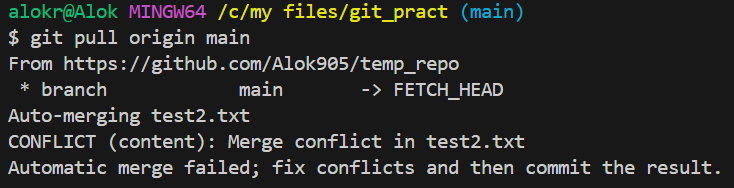 alokr@Alok MINGW64 /c/my files/git_pract (main)
$ git pull origin main
From https://github.com/Alok905/temp_repo
 * branch            main       -> FETCH_HEAD
Auto-merging test2.txt
CONFLICT (content): Merge conflict in test2.txt
Automatic merge failed; fix conflicts and then commit the result.